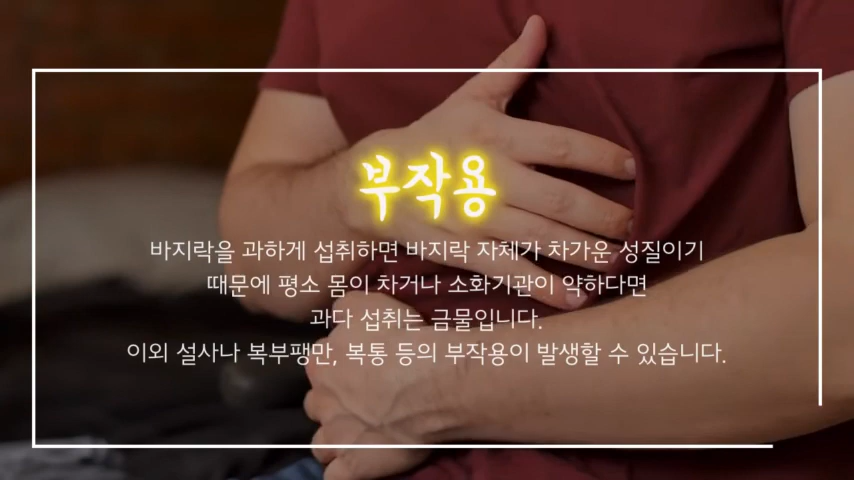 부작용
바지락을 과하게 섭취하면 바지락 자체가 차가운 성질이기
때문에 평소 몸이 차거나 소화기관이 약하다면
과다 섭취는 금물입니다.
이외 설사나 복부팽만, 복통 등의 부작용이 발생할 수 있습니다.